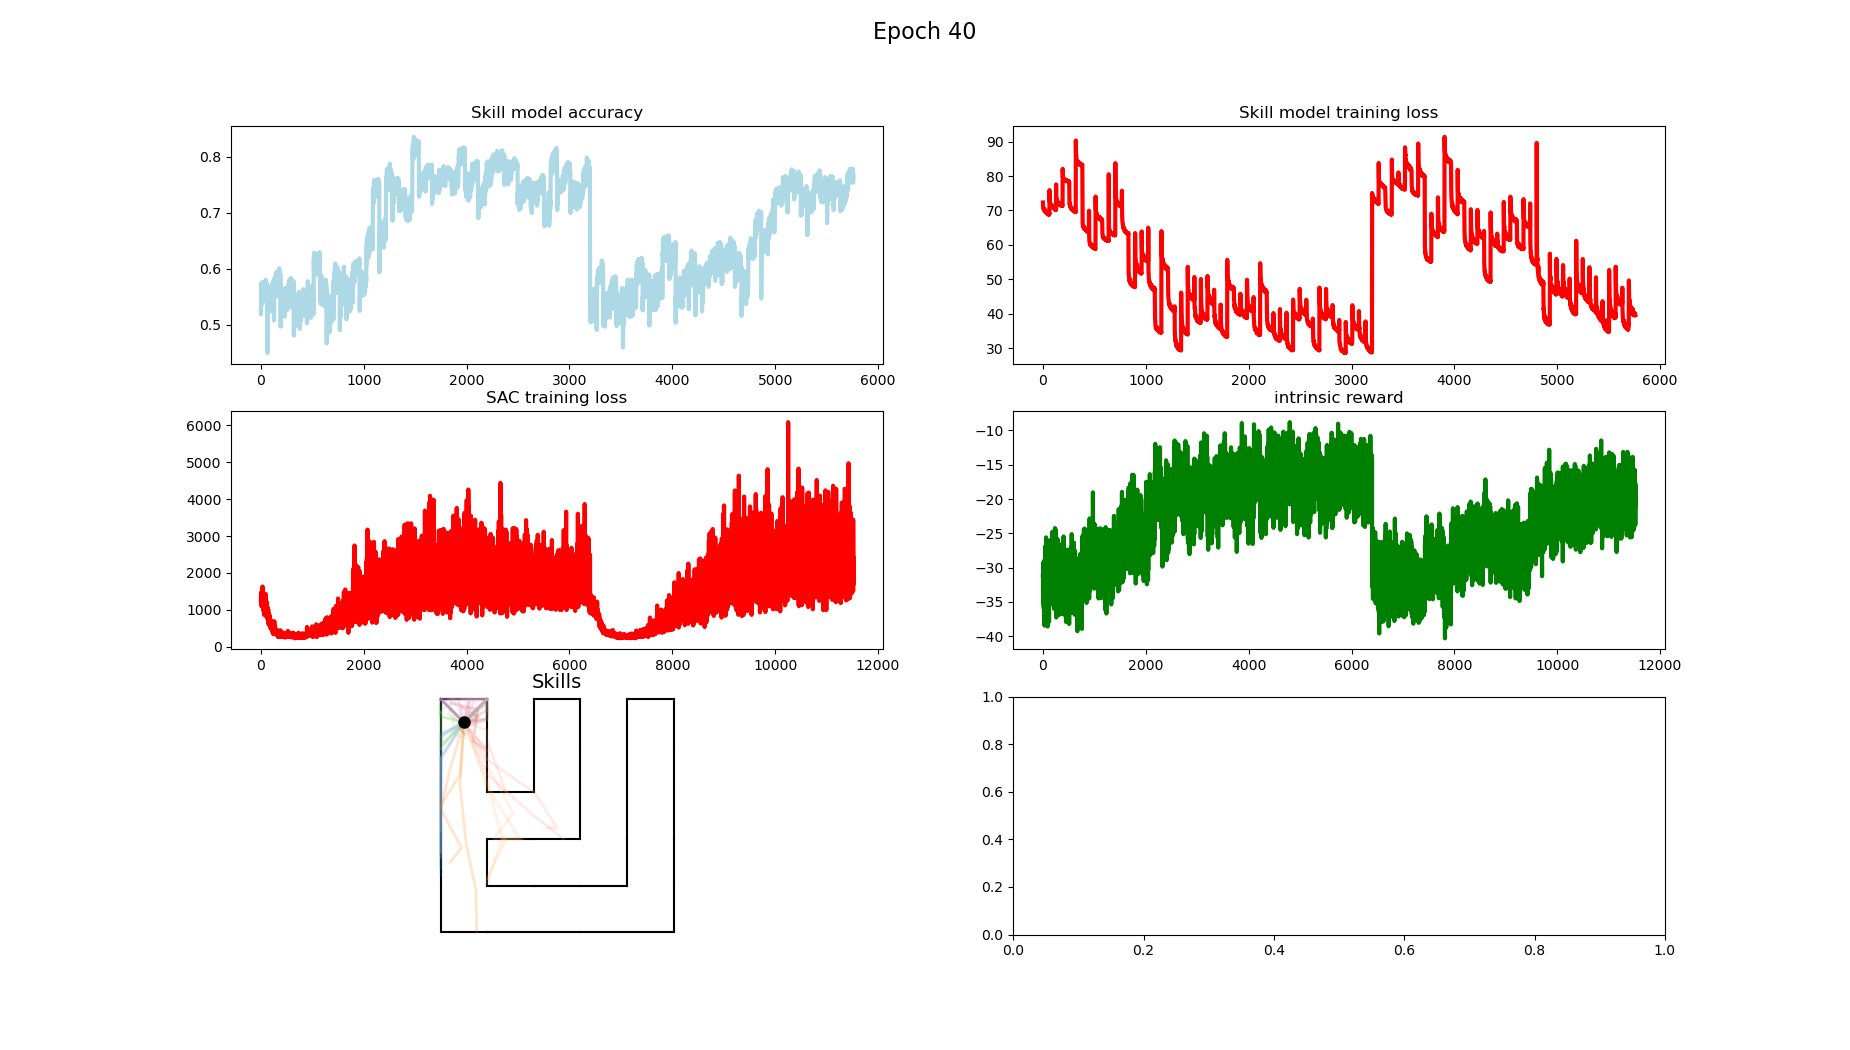 Epoch 40
Skill model accuracy
0.8
0.7
0.6
0.5
0 1000 2000 3000 4000 5000 6000
Skill model training loss
90
80
70
60
50
40
30
0 1000 2000 3000 4000 5000 6000
SAC training loss
6000
5000
4000
3000
2000
1000
0
0 2000 4000 6000 8000 10000 12000
intrinsic reward
−10
−15
−20
−25
−30
−35
−40
0 2000 4000 6000 8000 10000 12000
Skills
1.0
0.8
0.6
0.4
0.2
0.0
0.0 0.2 0.4 0.6 0.8 1.0